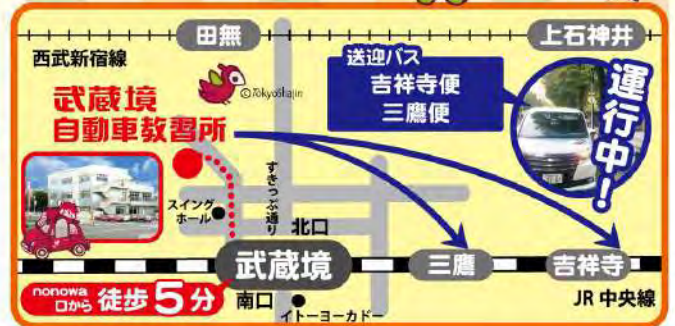 田無
上石神井
西武新宿線
送迎バス
吉祥寺便
三鷹便
運行中!
©TokyoShajin
武蔵境
自動車教習所
すきっぷ通り
スイング
ホール
北口
武蔵境
三鷹
吉祥寺
nonowa
口から徒歩5分
南口
イトーヨーカドー
JR中央線